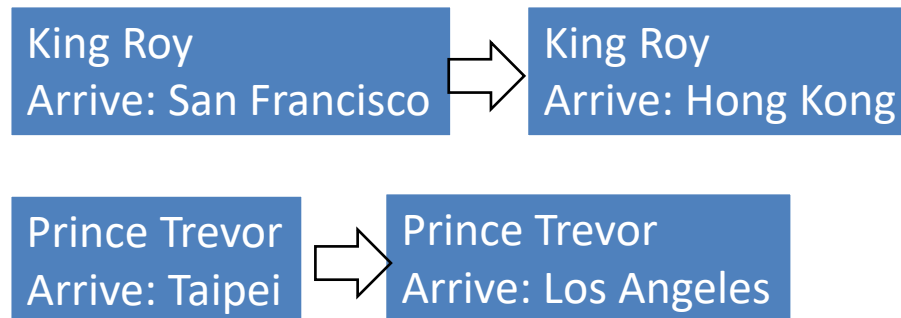 King Roy
Arrive: San Francisco
King Roy
Arrive: Hong Kong
Prince Trevor
Arrive: Taipei
Prince Trevor
Arrive: Los Angeles